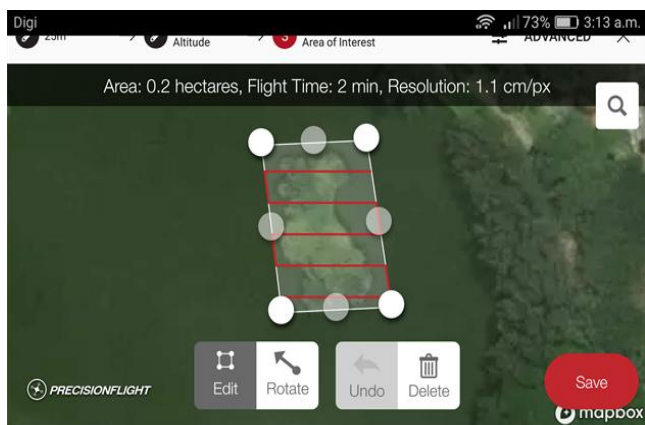 Digi 73% 3:13 a.m.
25m Altitude 3 Area of Interest ADVANCED
Area: 0.2 hectares, Flight Time: 2 min, Resolution: 1.1 cm/px
Edit Rotate Undo Delete Save
PRECISIONFLIGHT
mapbox